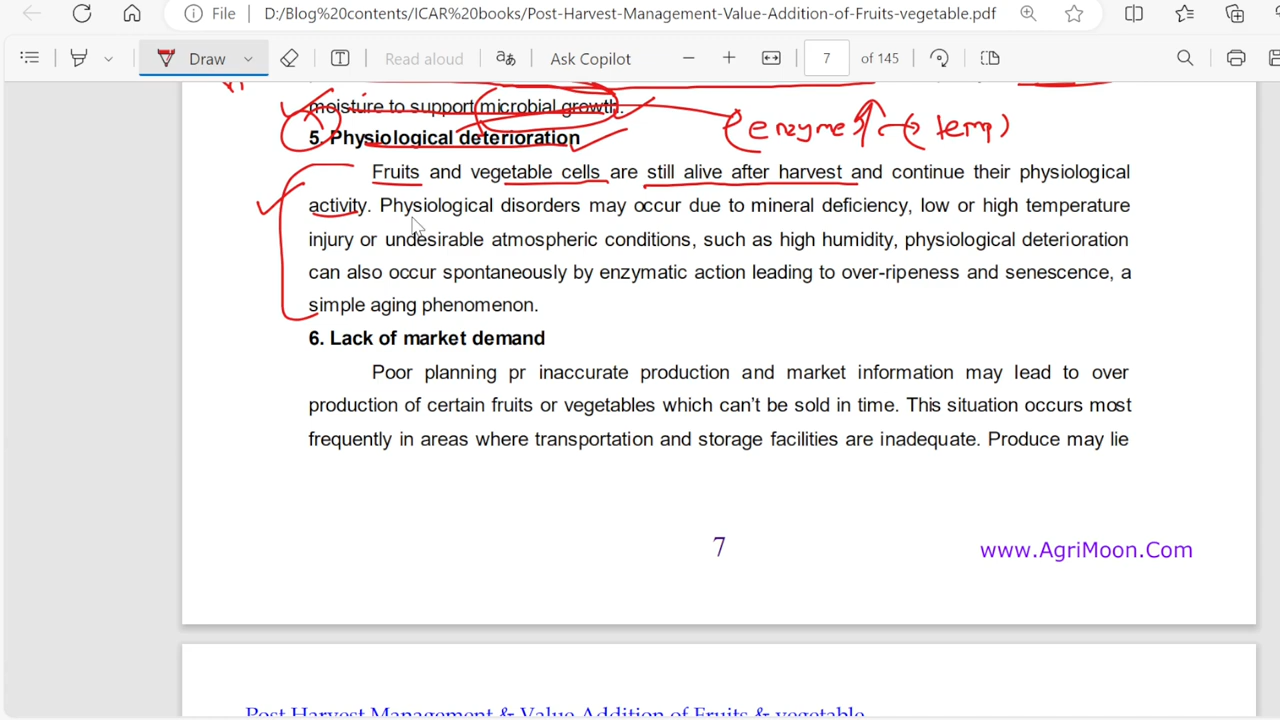 File D:/Blog%20contents/ICAR%20books/Post-Harvest-Management-Value-Addition-of-Fruits-vegetable.pdf
Draw Read aloud Ask Copilot 7 of 145
moisture to support microbial growth.
(enzyme ↑ → temp)
5. Physiological deterioration
Fruits and vegetable cells are still alive after harvest and continue their physiological
activity. Physiological disorders may occur due to mineral deficiency, low or high temperature
injury or undesirable atmospheric conditions, such as high humidity, physiological deterioration
can also occur spontaneously by enzymatic action leading to over-ripeness and senescence, a
simple aging phenomenon.
6. Lack of market demand
Poor planning pr inaccurate production and market information may lead to over
production of certain fruits or vegetables which can't be sold in time. This situation occurs most
frequently in areas where transportation and storage facilities are inadequate. Produce may lie
7
www.AgriMoon.Com
Post Harvest Management & Value Addition of Fruits & vegetable